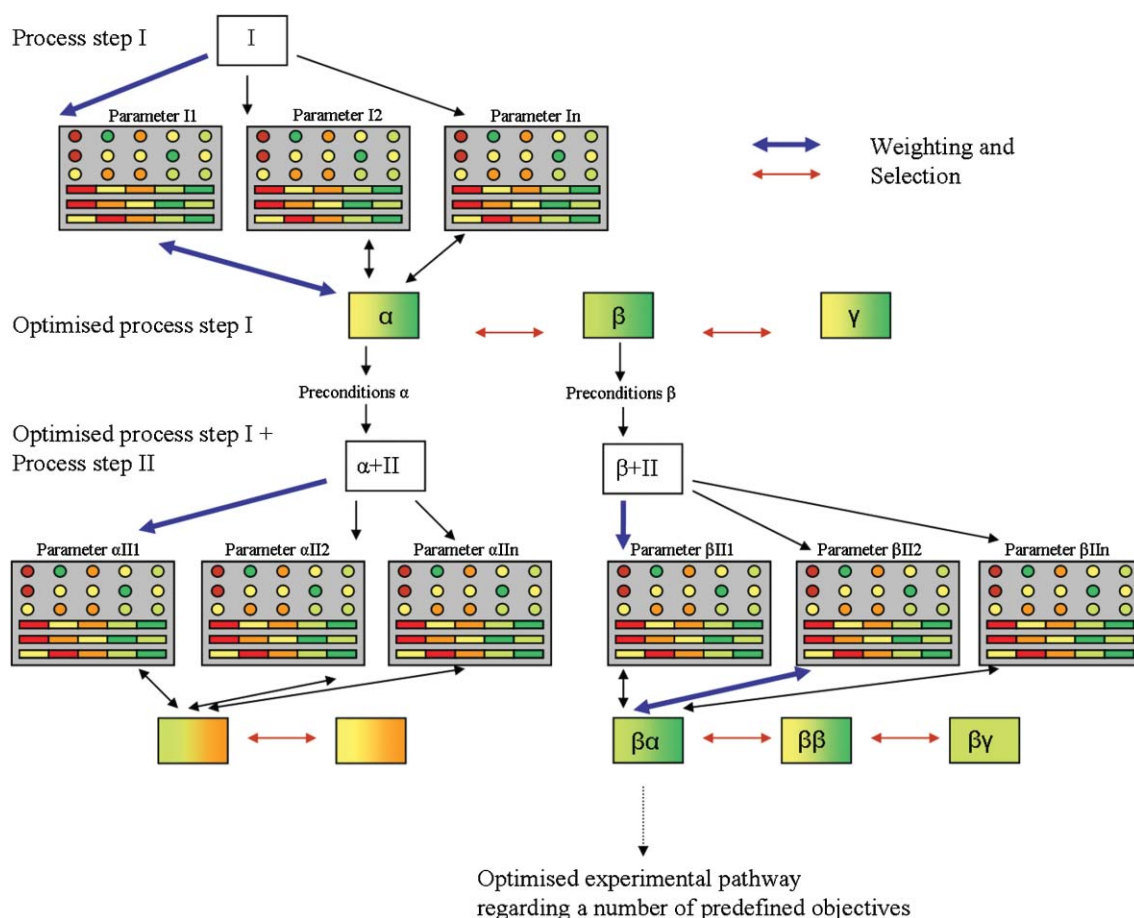 Process step I
I
Parameter I1
Parameter I2
Parameter In
Weighting and
Selection
Optimised process step I
α
β
γ
Preconditions α
Preconditions β
Optimised process step I +
Process step II
α+II
β+II
Parameter αII1
Parameter αII2
Parameter αIIn
Parameter βII1
Parameter βII2
Parameter βIIn
βα
ββ
βγ
Optimised experimental pathway
regarding a number of predefined objectives